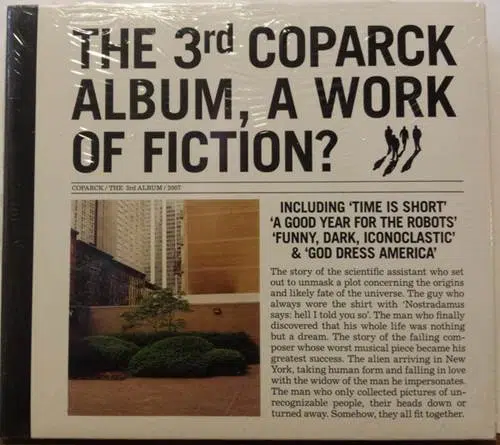 THE 3rd COPARCK
ALBUM, A WORK
OF FICTION?
COPARCK / THE 3rd ALBUM / 2007
INCLUDING 'TIME IS SHORT'
'A GOOD YEAR FOR THE ROBOTS'
'FUNNY, DARK, ICONOCLASTIC'
& 'GOD DRESS AMERICA'
The story of the scientific assistant who set
out to unmask a plot concerning the origins
and likely fate of the universe. The guy who
always wore the shirt with 'Nostradamus
says: hell I told you so'. The man who finally
discovered that his whole life was nothing
but a dream. The story of the failing com-
poser whose worst musical piece became his
greatest success. The alien arriving in New
York, taking human form and falling in love
with the widow of the man he impersonates.
The man who only collected pictures of un-
recognizable people, their heads down or
turned away. Somehow, they all fit together.